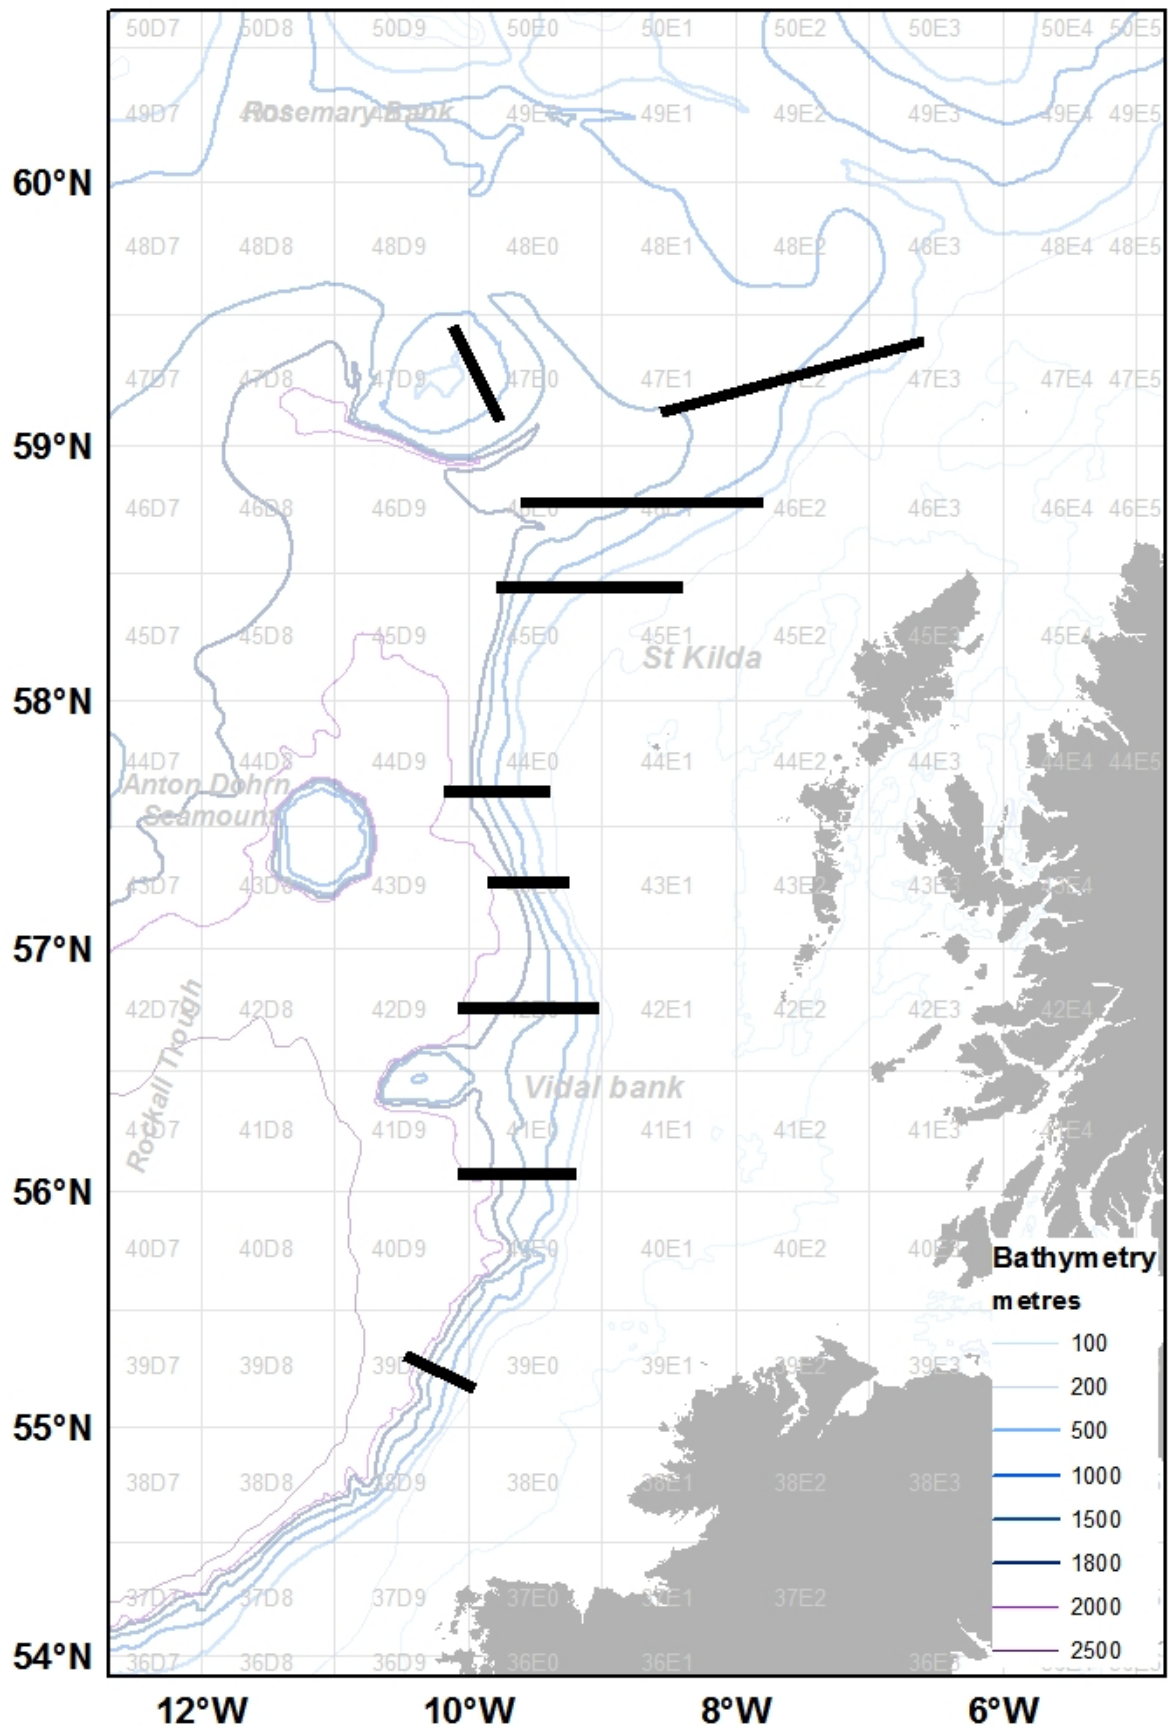 50D7 50D8 50D9 50E0 50E1 50E2 50E3 50E4 50E5
Rosemary Bank
49D7 49E1 49E2 49E3 49E4 49E5
60°N
48D7 48D8 48D9 48E0 48E1 48E2 48E3 48E4 48E5
47D7 47D8 47D9 47E0 47E1 47E2 47E3 47E4 47E5
59°N
46D7 46D8 46D9 46E2 46E3 46E4 46E5
45D7 45D8 45D9 45E0 45E1 45E2 45E3 45E4
St Kilda
58°N
44D7 44D8 44D9 44E0 44E1 44E2 44E3 44E4 44E5
Anton Dohrn
Seamount
43D7 43D9 43E1 43E2 43E3 43E4
57°N
42D7 42D8 42D9 42E0 42E1 42E2 42E3 42E4
Rockall Trough
Vidal bank
41D7 41D8 41D9 41E0 41E1 41E2 41E3 41E4
56°N
40D7 40D8 40D9 40E0 40E1 40E2
Bathymetry
metres
100
200
500
1000
1500
1800
2000
2500
39D7 39D8 39E0 39E1 39E2 39E3
55°N
38D7 38D8 38D9 38E0 38E1 38E2 38E3
37D7 37D8 37D9 37E0 37E1 37E2
54°N
36D7 36D8 36D9 36E0 36E1 36E3
12°W 10°W 8°W 6°W